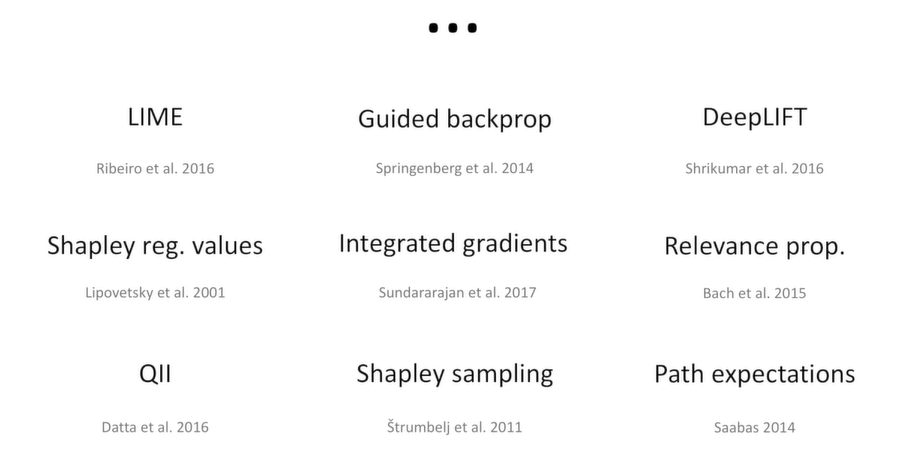 ...
LIME
Guided backprop
DeepLIFT
Ribeiro et al. 2016
Springenberg et al. 2014
Shrikumar et al. 2016
Shapley reg. values
Integrated gradients
Relevance prop.
Lipovetsky et al. 2001
Sundararajan et al. 2017
Bach et al. 2015
QII
Shapley sampling
Path expectations
Datta et al. 2016
Štrumbelj et al. 2011
Saabas 2014